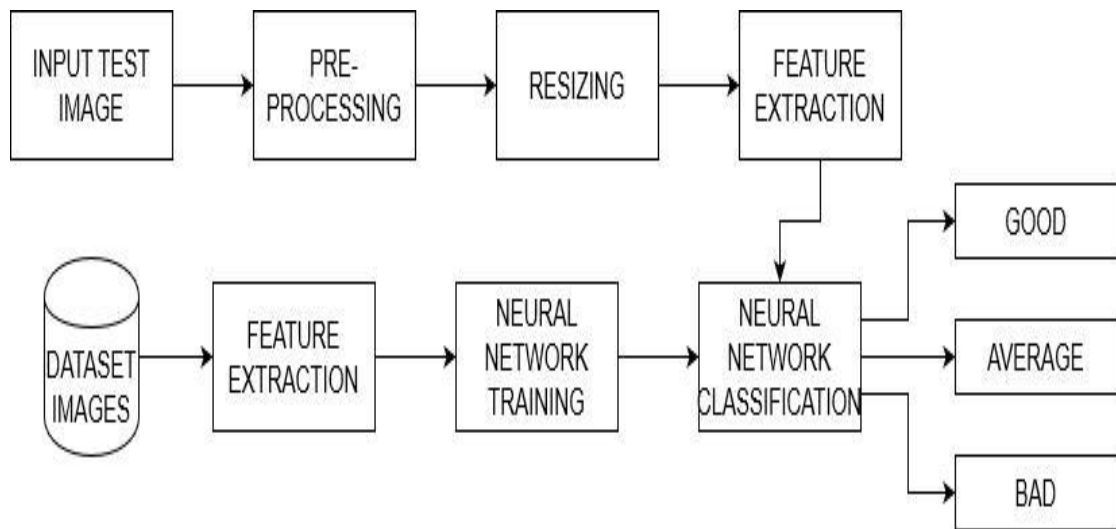 INPUT TEST
IMAGE
PRE-
PROCESSING
RESIZING
FEATURE
EXTRACTION
GOOD
DATASET
IMAGES
FEATURE
EXTRACTION
NEURAL
NETWORK
TRAINING
NEURAL
NETWORK
CLASSIFICATION
AVERAGE
BAD